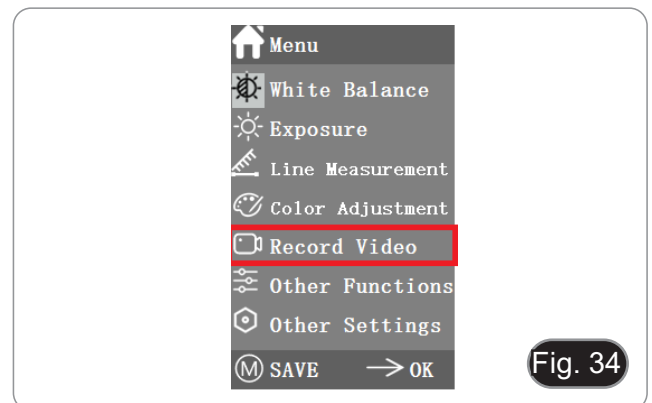 Menu
White Balance
Exposure
Line Measurement
Color Adjustment
Record Video
Other Functions
Other Settings
M SAVE → OK
Fig. 34